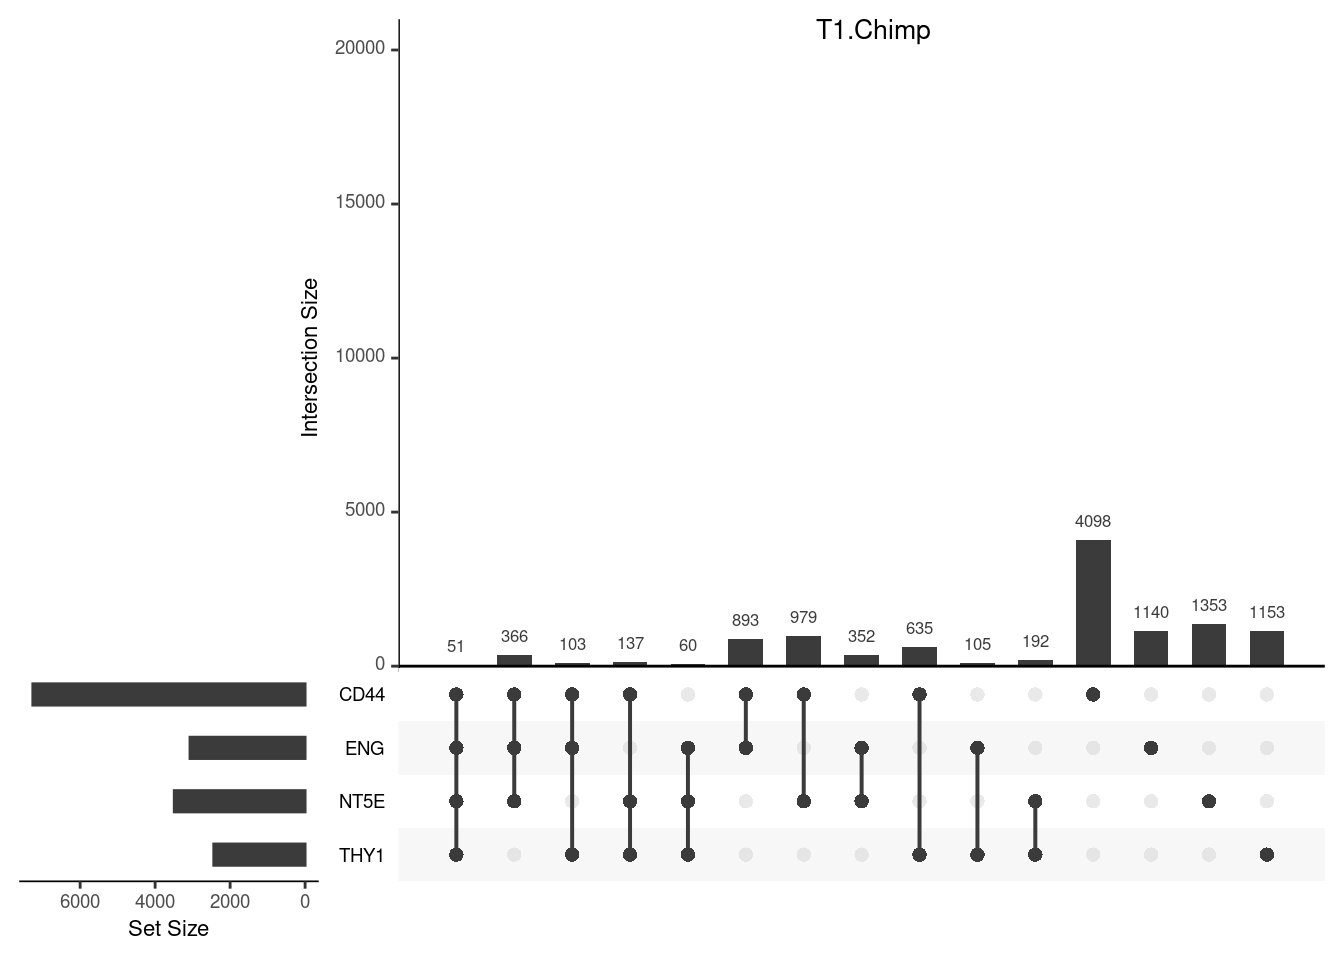 T1.Chimp
20000
15000
10000
5000
0
Intersection Size
51 366 103 137 60 893 979 352 635 105 192 4098 1140 1353 1153
CD44
ENG
NT5E
THY1
6000 4000 2000 0
Set Size